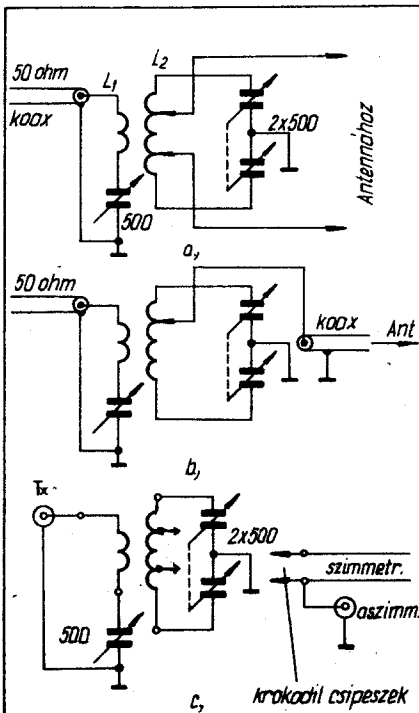 50 ohm
koax
L1
L2
500
2x500
Antennához
a,
50 ohm
koax
Ant
b,
Tx
500
2x500
szimmetr.
aszimm.
krokodil csipeszek
c,